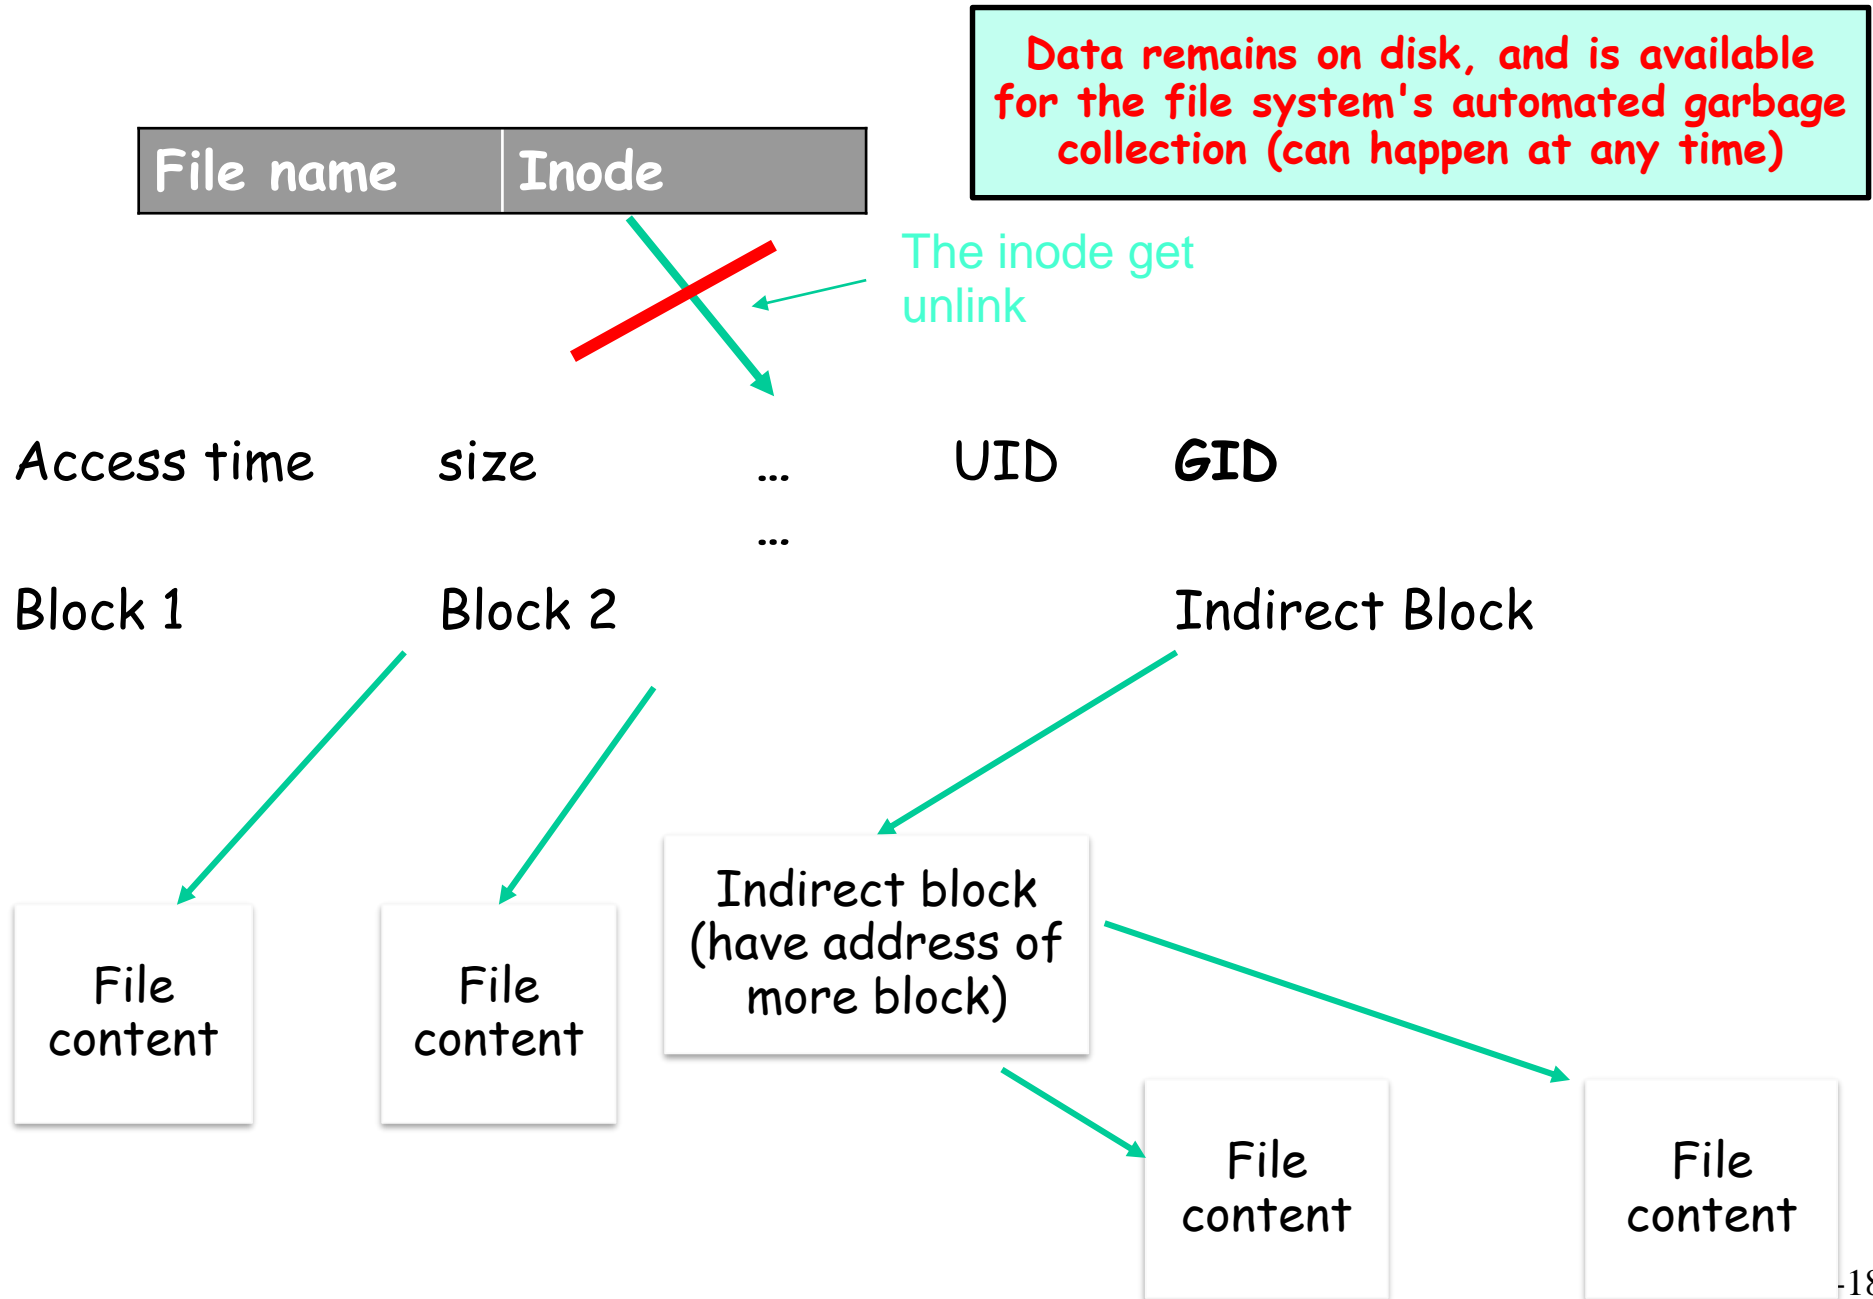 Data remains on disk, and is available
for the file system's automated garbage
collection (can happen at any time)
File name Inode
The inode get
unlink
Access time size ... UID GID
...
Block 1 Block 2 Indirect Block
Indirect block
(have address of
more block)
File
content
File
content
File
content
File
content
-18